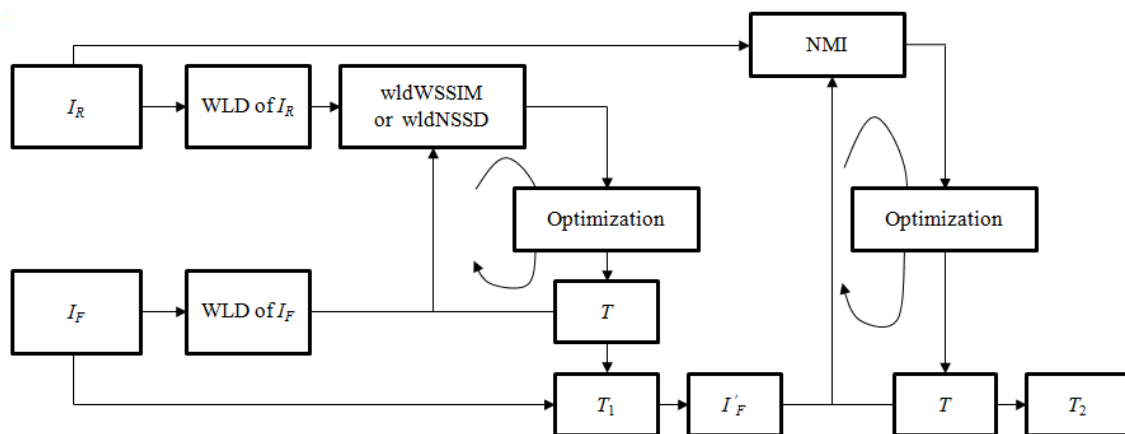 NMI
I_R
WLD of I_R
wldWSSIM
or wldNSSD
Optimization
Optimization
I_F
WLD of I_F
T
T_1
I'_F
T
T_2